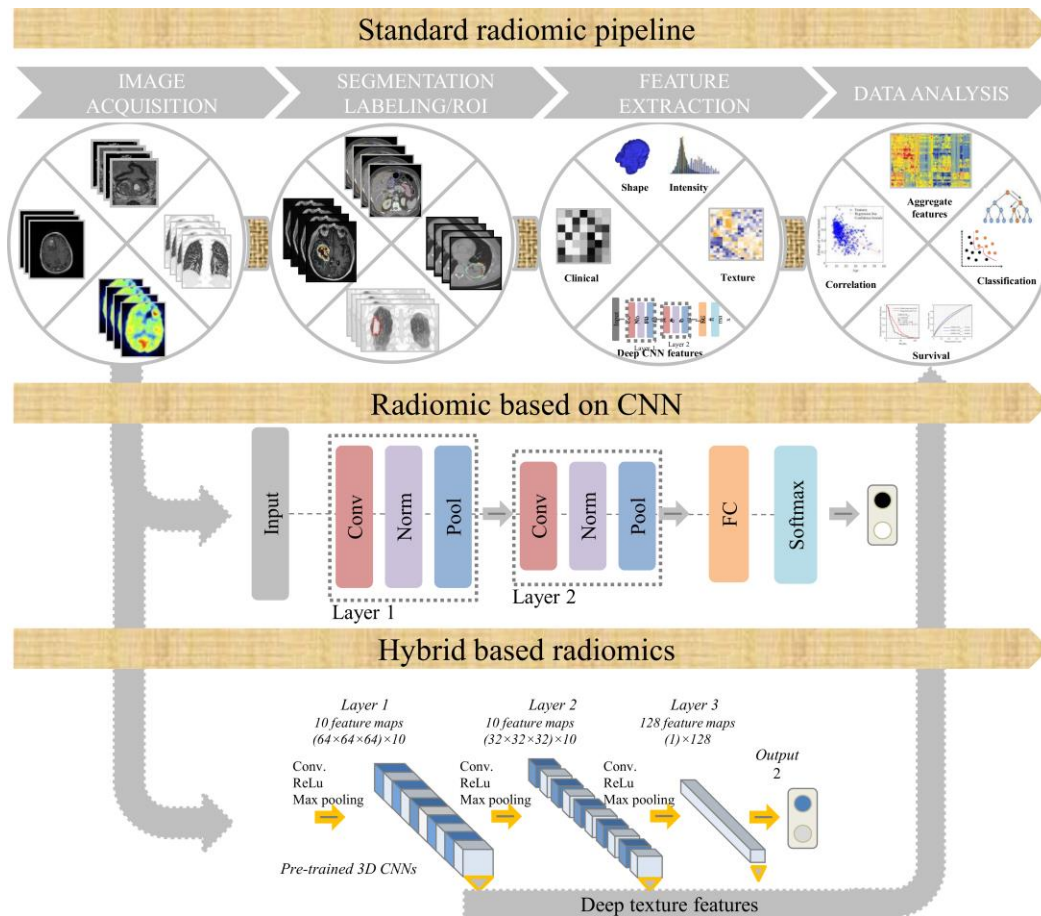 Standard radiomic pipeline
IMAGE
ACQUISITION
SEGMENTATION
LABELING/ROI
FEATURE
EXTRACTION
DATA ANALYSIS
Shape
Intensity
Clinical
Texture
Layer 1
Layer 2
Deep CNN features
Aggregate
features
Correlation
Classification
Survival
Radiomic based on CNN
Input
Conv
Norm
Pool
Layer 1
Conv
Norm
Pool
Layer 2
FC
Softmax
Hybrid based radiomics
Layer 1
10 feature maps
(64×64×64)×10
Layer 2
10 feature maps
(32×32×32)×10
Layer 3
128 feature maps
(1)×128
Output
2
Conv.
ReLu
Max pooling
Conv.
ReLu
Max pooling
Conv.
ReLu
Max pooling
Pre-trained 3D CNNs
Deep texture features